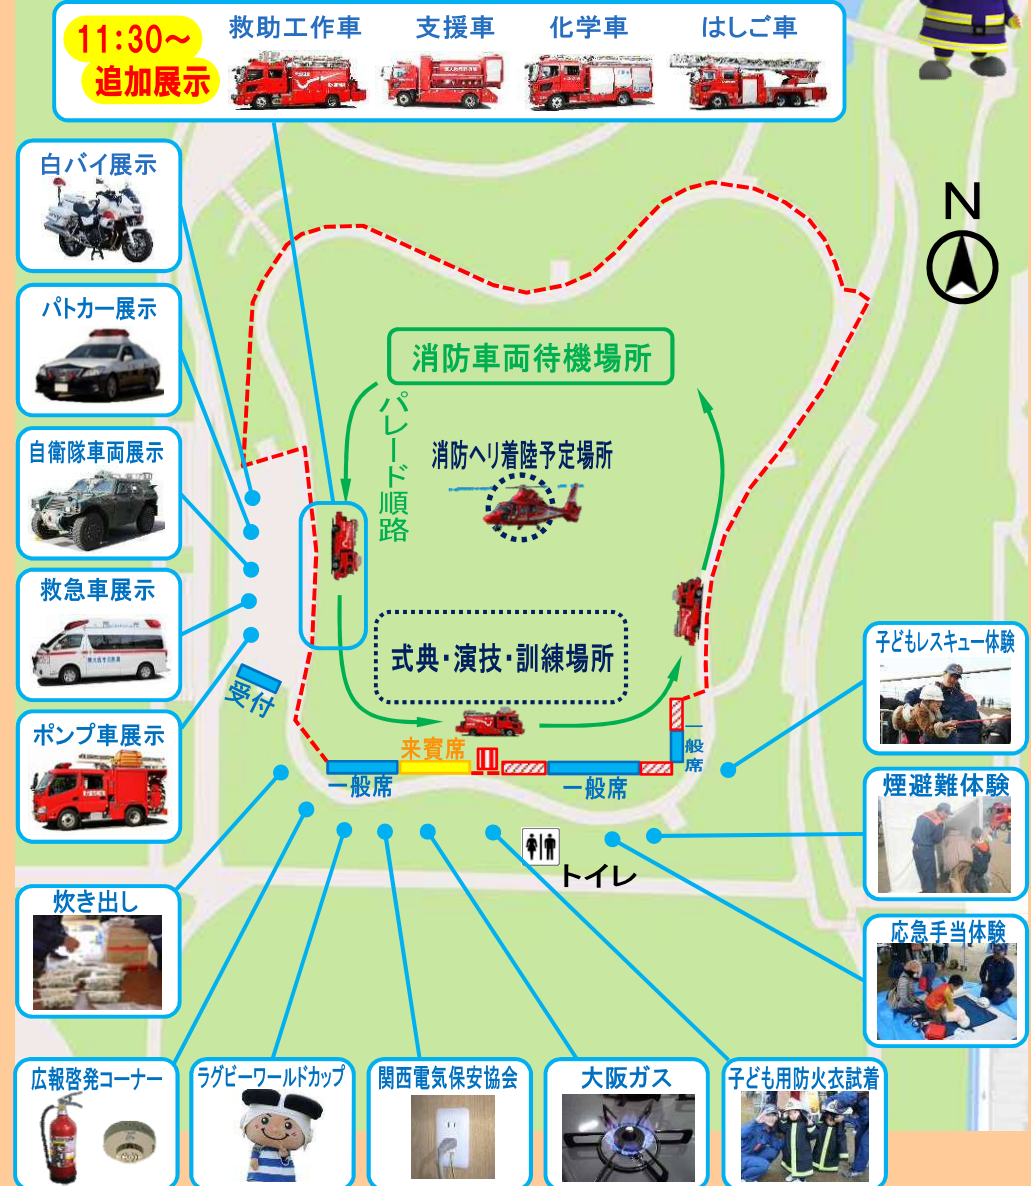 11:30～
追加展示
救助工作車
支援車
化学車
はしご車
白バイ展示
N
パトカー展示
消防車両待機場所
パレード順路
自衛隊車両展示
消防ヘリ着陸予定場所
救急車展示
式典・演技・訓練場所
子どもレスキュー体験
受付
ポンプ車展示
来賓席
一般席
一般席
一般席
煙避難体験
トイレ
炊き出し
応急手当体験
広報啓発コーナー
ラグビーワールドカップ
関西電気保安協会
大阪ガス
子ども用防火衣試着